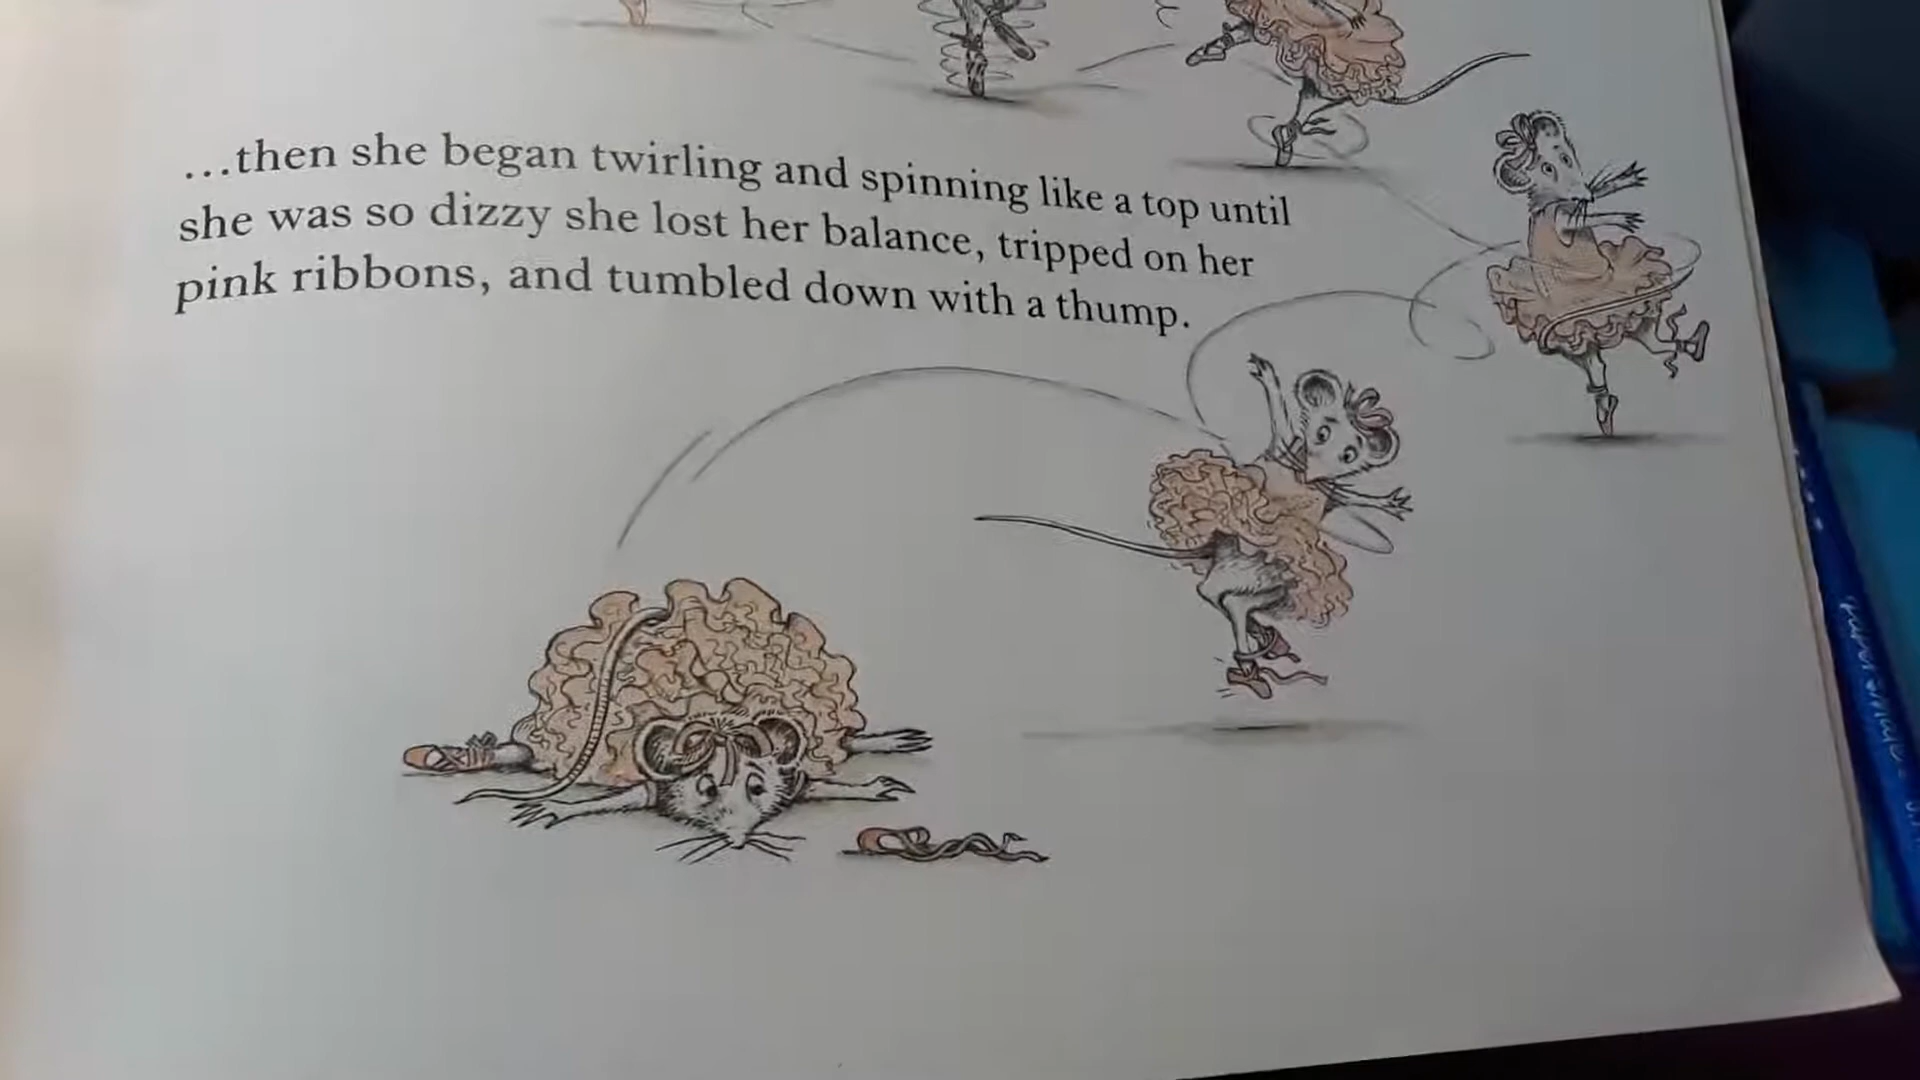 ...then she began twirling and spinning like a top until
she was so dizzy she lost her balance, tripped on her
pink ribbons, and tumbled down with a thump.